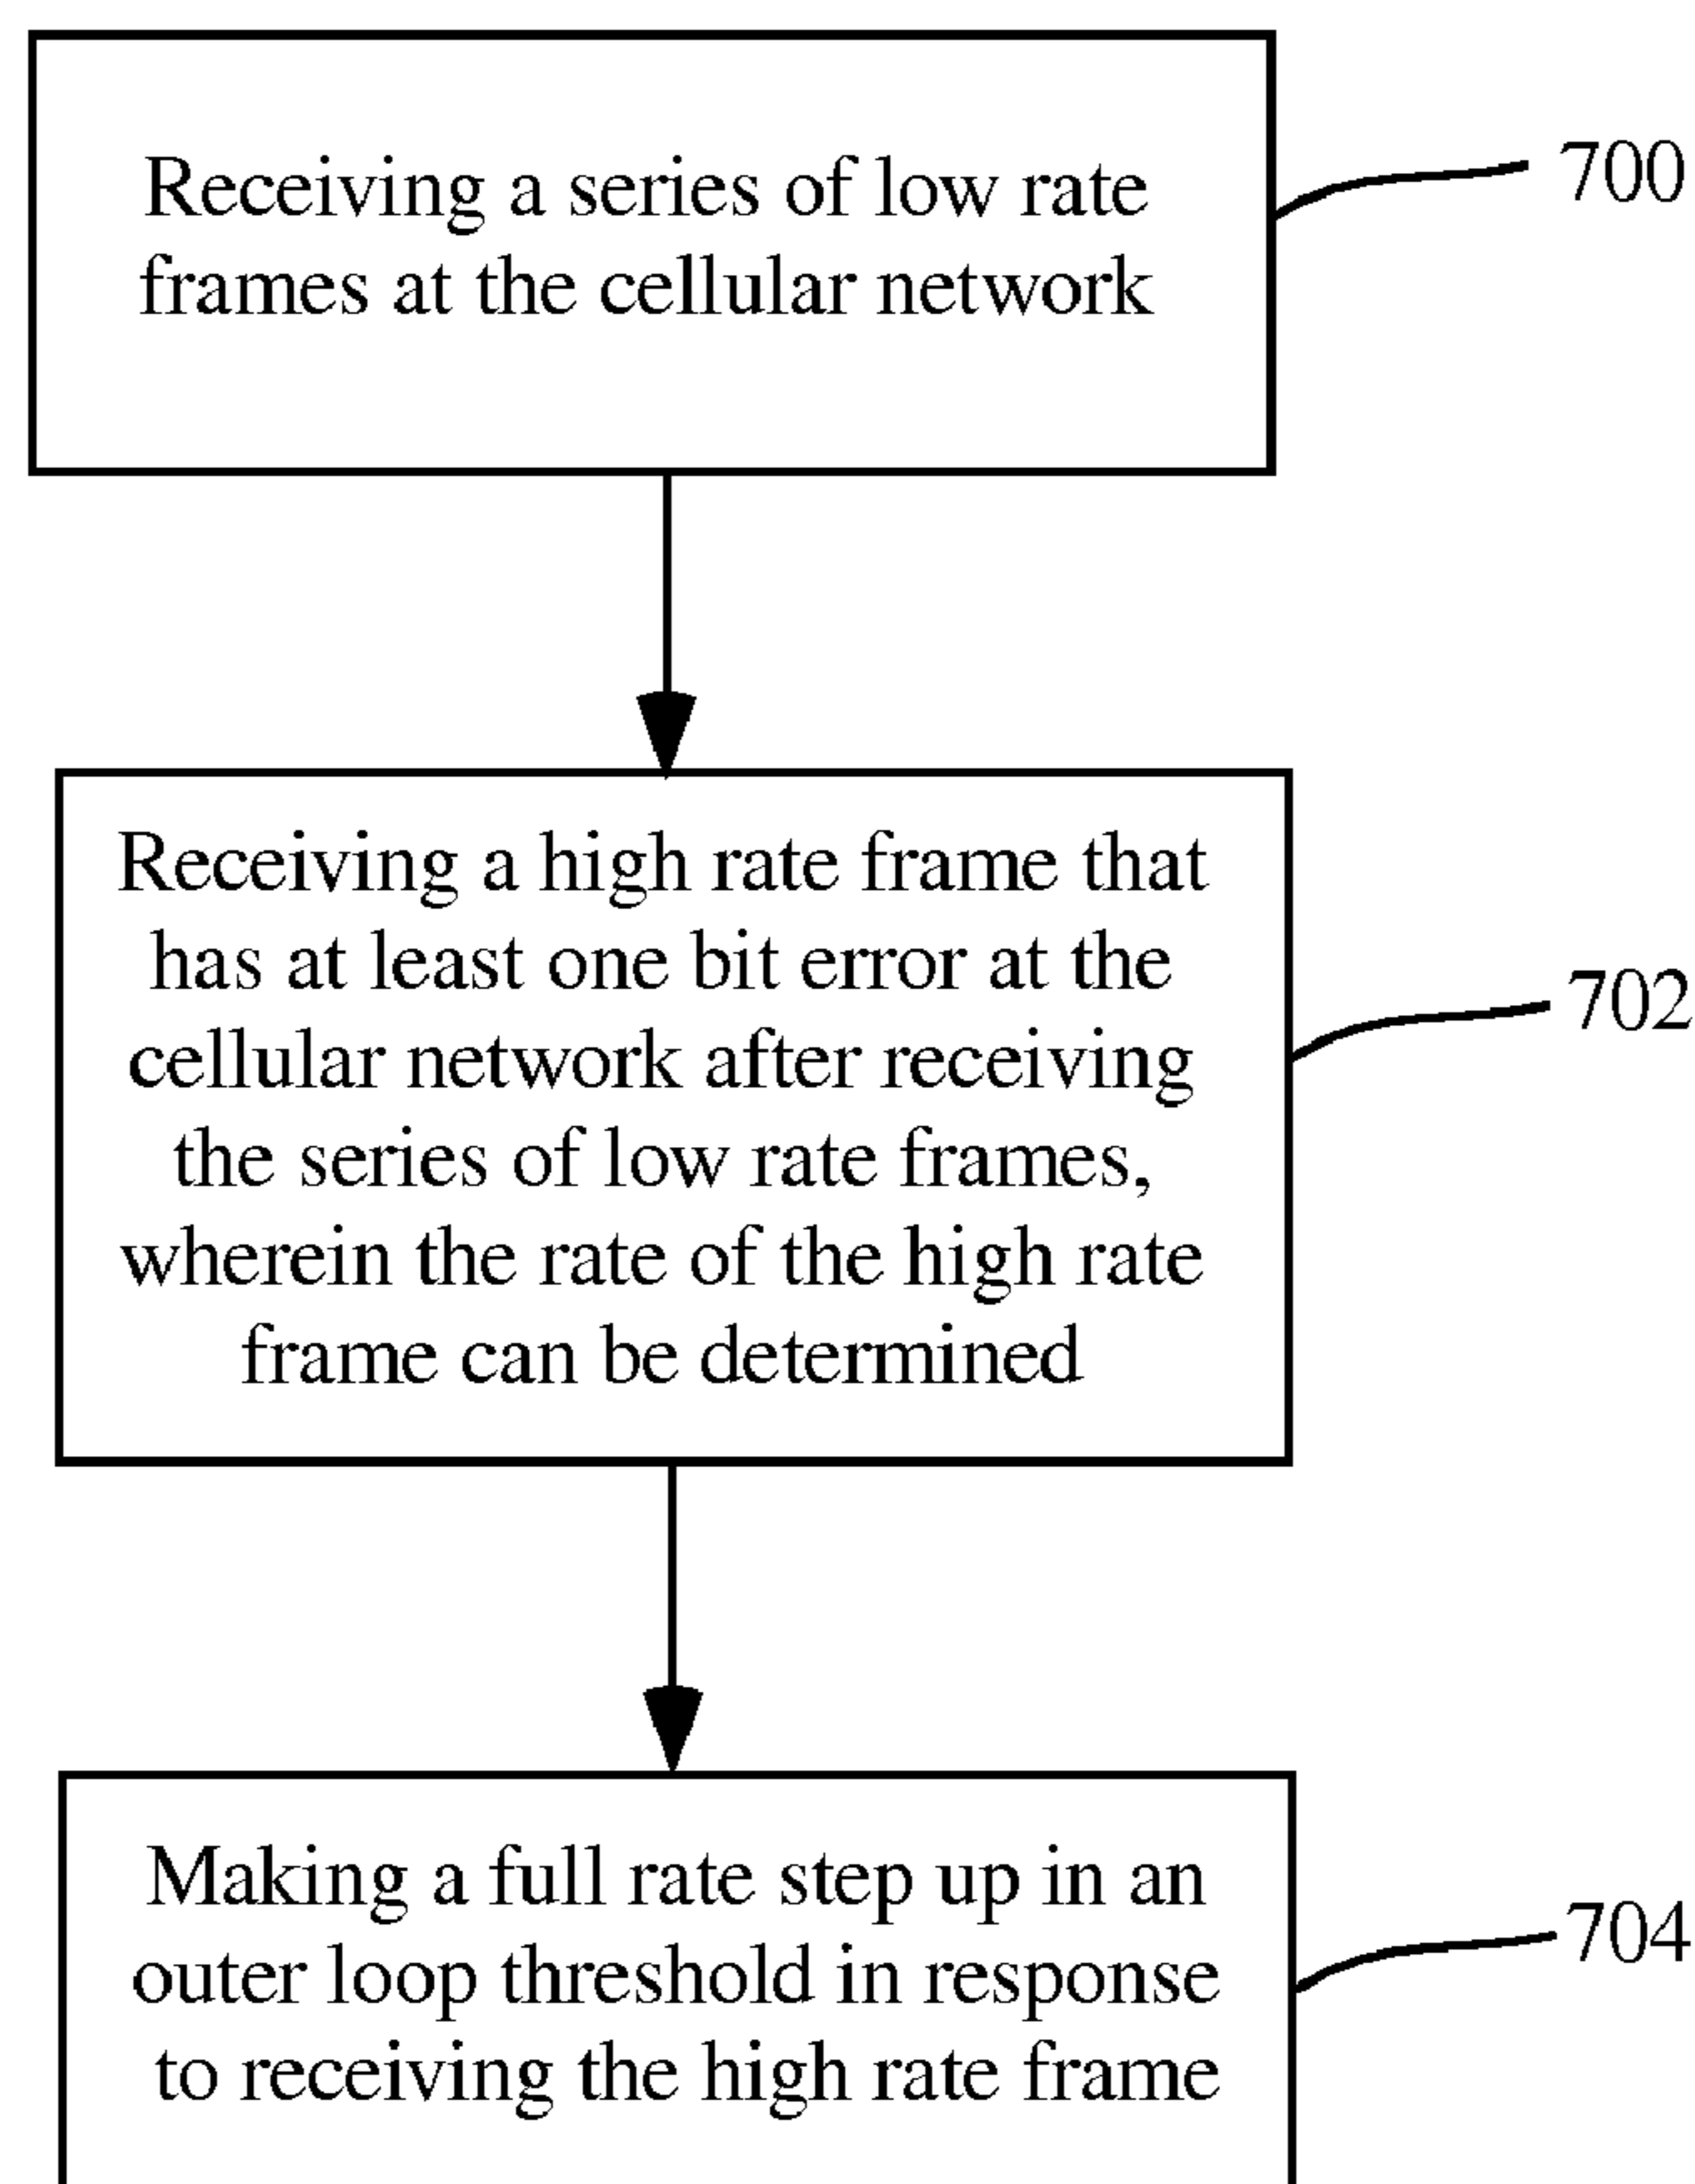 Receiving a series of low rate
frames at the cellular network
700
Receiving a high rate frame that
has at least one bit error at the
cellular network after receiving
the series of low rate frames,
wherein the rate of the high rate
frame can be determined
702
Making a full rate step up in an
outer loop threshold in response
to receiving the high rate frame
704